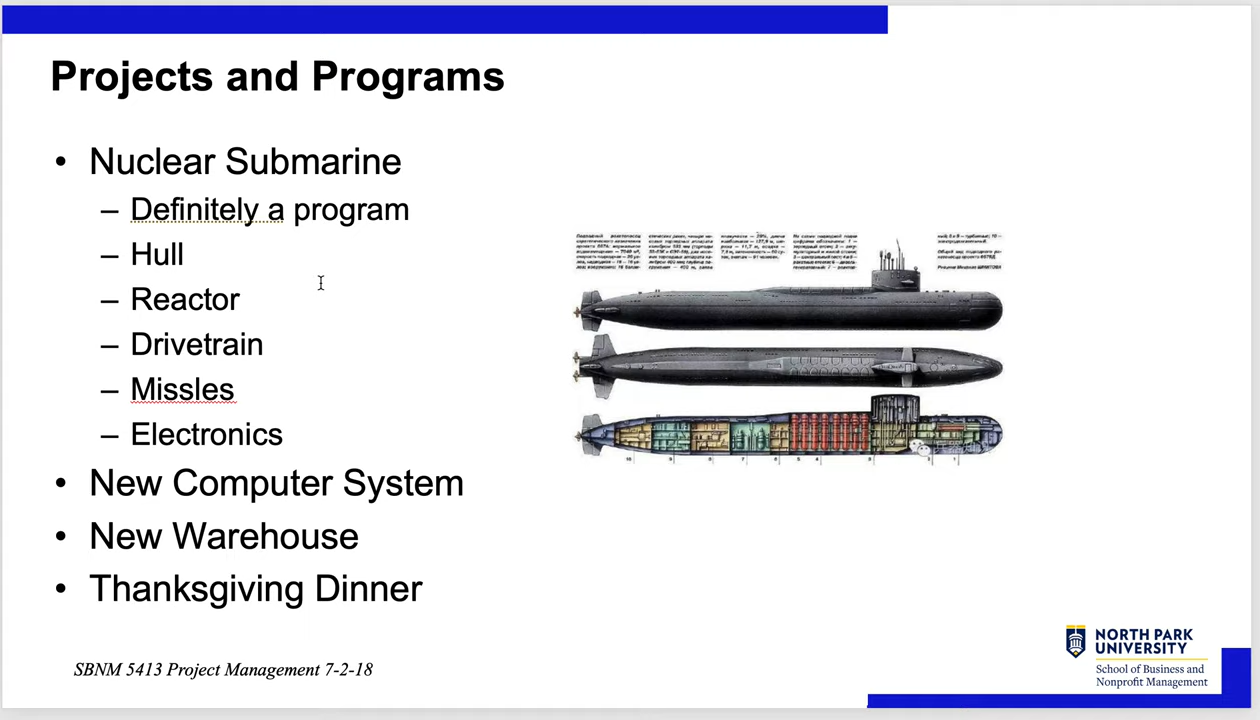 Projects and Programs
• Nuclear Submarine
– Definitely a program
– Hull
– Reactor
– Drivetrain
– Missles
– Electronics
• New Computer System
• New Warehouse
• Thanksgiving Dinner
SBNM 5413 Project Management 7-2-18
NORTH PARK
UNIVERSITY
School of Business and
Nonprofit Management